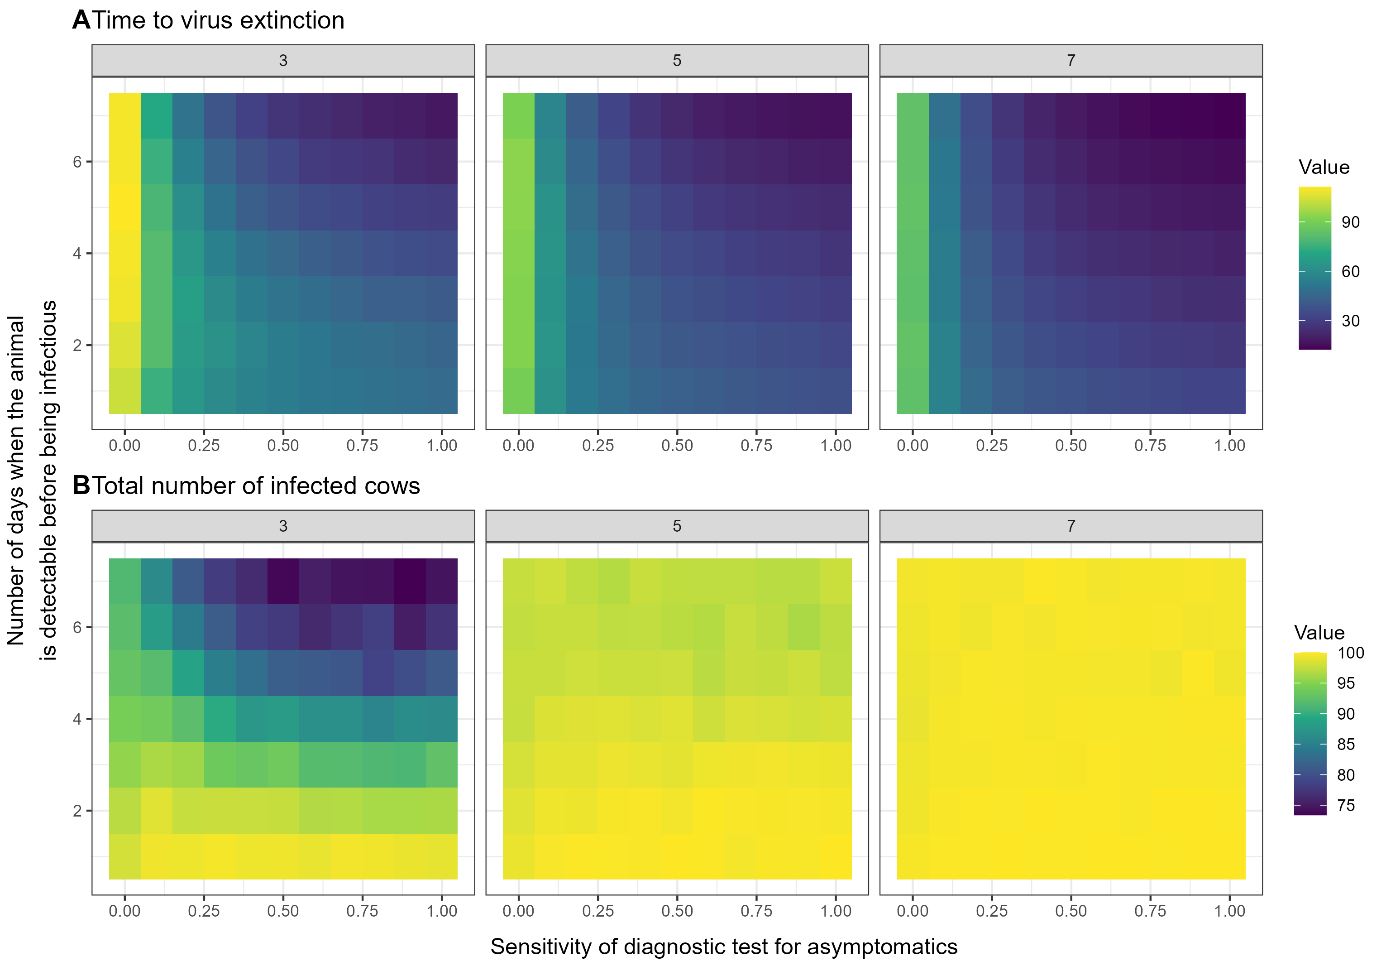 A Time to virus extinction
3
5
7
6
4
2
0.00 0.25 0.50 0.75 1.00
0.00 0.25 0.50 0.75 1.00
0.00 0.25 0.50 0.75 1.00
Value
90
60
30
Number of days when the animal
is detectable before being infectious
B Total number of infected cows
3
5
7
6
4
2
0.00 0.25 0.50 0.75 1.00
0.00 0.25 0.50 0.75 1.00
0.00 0.25 0.50 0.75 1.00
Value
100
95
90
85
80
75
Sensitivity of diagnostic test for asymptomatics